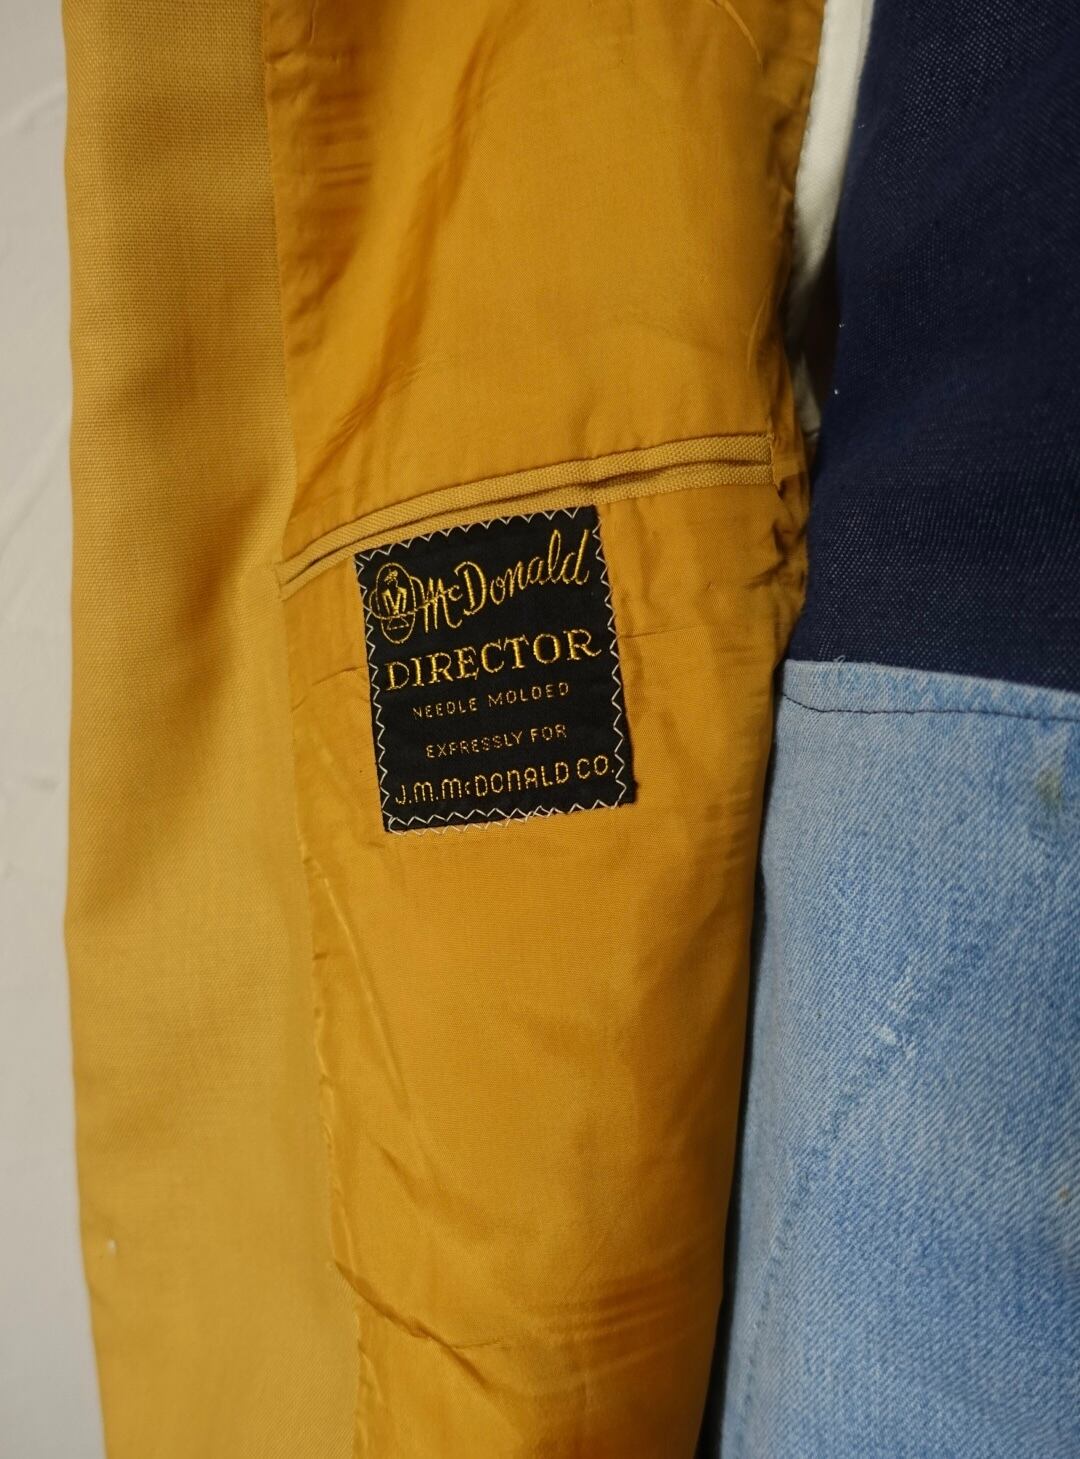 M McDonald
DIRECTOR
NEEDLE MOLDED
EXPRESSLY FOR
J.M. McDONALD CO.